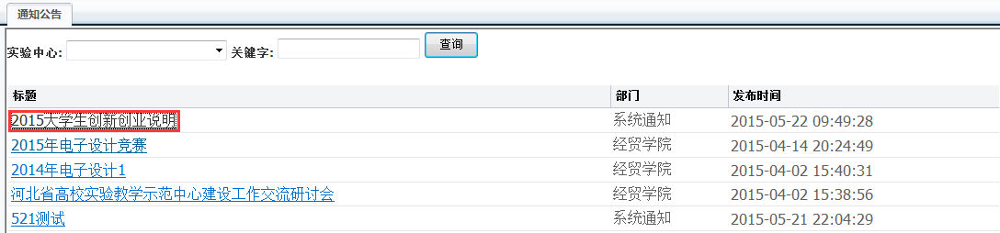 通知公告
实验中心: 关键字: 查询
标题 部门 发布时间
2015大学生创新创业说明 系统通知 2015-05-22 09:49:28
2015年电子设计竞赛 经贸学院 2015-04-14 20:24:49
2014年电子设计1 经贸学院 2015-04-02 15:40:31
河北省高校实验教学示范中心建设工作交流研讨会 经贸学院 2015-04-02 15:38:56
521测试 系统通知 2015-05-21 22:04:29